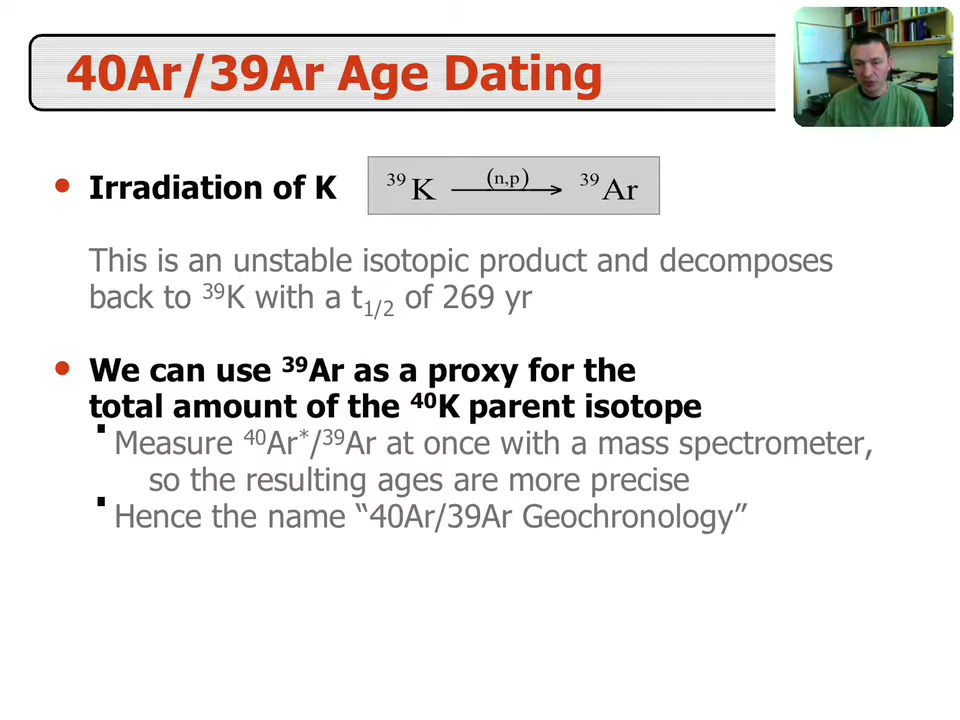 40Ar/39Ar Age Dating
• Irradiation of K
³⁹K (n,p) ⟶ ³⁹Ar
This is an unstable isotopic product and decomposes
back to ³⁹K with a t₁/₂ of 269 yr
• We can use ³⁹Ar as a proxy for the
total amount of the ⁴⁰K parent isotope
▪ Measure ⁴⁰Ar*/³⁹Ar at once with a mass spectrometer,
so the resulting ages are more precise
▪ Hence the name “40Ar/39Ar Geochronology”